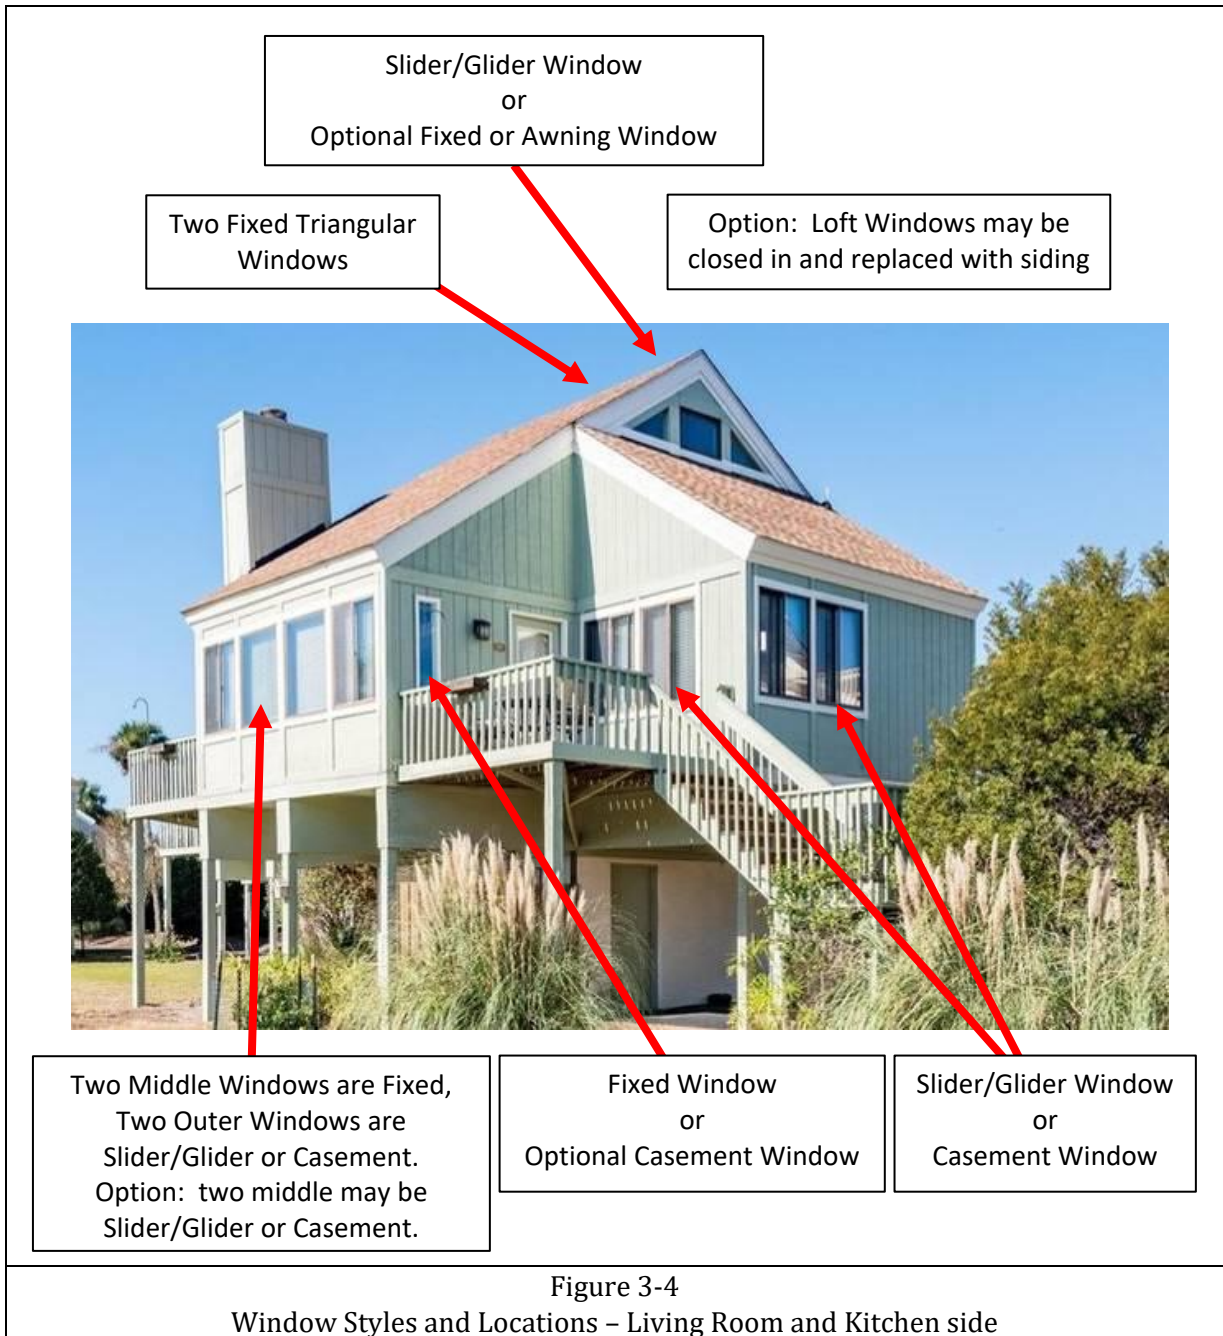 Slider/Glider Window
or
Optional Fixed or Awning Window
Two Fixed Triangular
Windows
Option:  Loft Windows may be
closed in and replaced with siding
Two Middle Windows are Fixed,
Two Outer Windows are
Slider/Glider or Casement.
Option:  two middle may be
Slider/Glider or Casement.
Fixed Window
or
Optional Casement Window
Slider/Glider Window
or
Casement Window
Figure 3-4
Window Styles and Locations – Living Room and Kitchen side